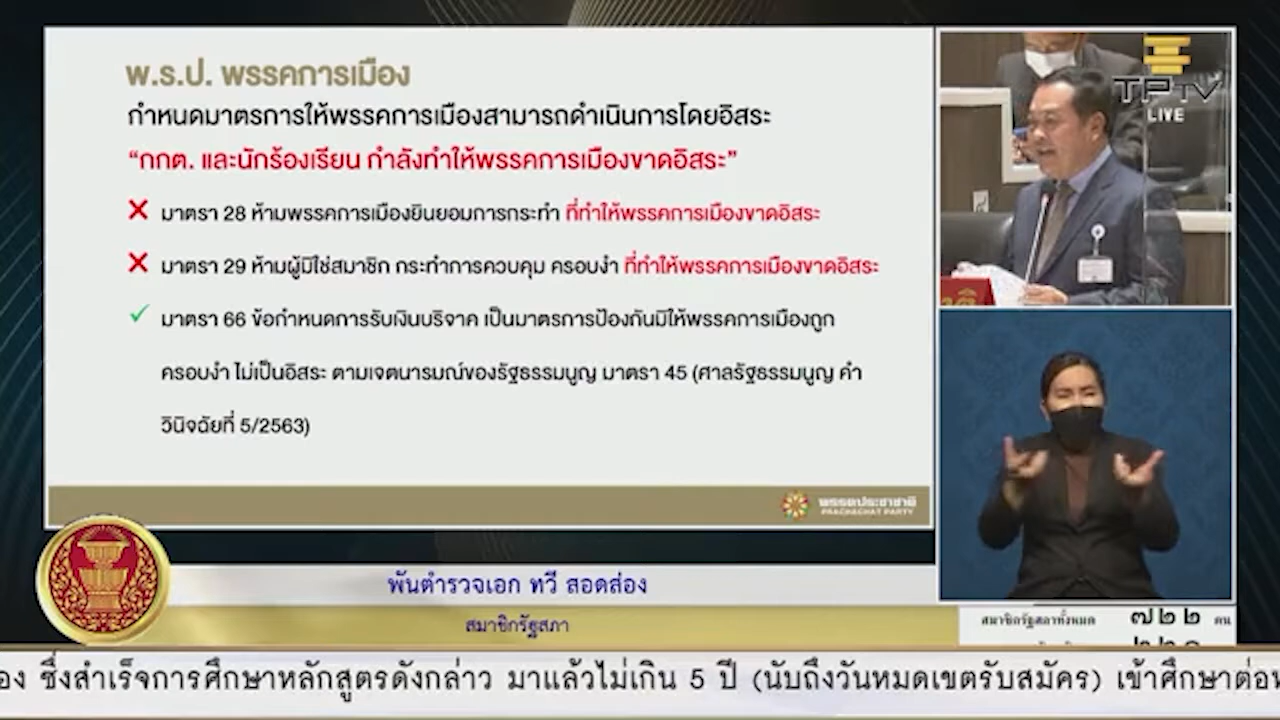 พ.ร.ป. พรรคการเมือง
กำหนดมาตรการให้พรรคการเมืองสามารถดำเนินการโดยอิสระ
“กกต. และนักร้องเรียน กำลังทำให้พรรคการเมืองขาดอิสระ”
มาตรา 28 ห้ามพรรคการเมืองยินยอมการกระทำ ที่ทำให้พรรคการเมืองขาดอิสระ
มาตรา 29 ห้ามผู้มิใช่สมาชิก กระทำการควบคุม ครอบงำ ที่ทำให้พรรคการเมืองขาดอิสระ
มาตรา 66 ข้อกำหนดการรับเงินบริจาค เป็นมาตรการป้องกันมิให้พรรคการเมืองถูก
ครอบงำ ไม่เป็นอิสระ ตามเจตนารมณ์ของรัฐธรรมนูญ มาตรา 45 (ศาลรัฐธรรมนูญ คำ
วินิจฉัยที่ 5/2563)
พรรคประชาชาติ
PRACHACHAT PARTY
TPTV
LIVE
พันตำรวจเอก ทวี สอดส่อง
สมาชิกรัฐสภา
สมาชิกรัฐสภาทั้งหมด ๗๒๒ คน
ง ซึ่งสำเร็จการศึกษาหลักสูตรดังกล่าว มาแล้วไม่เกิน 5 ปี (นับถึงวันหมดเขตรับสมัคร) เข้าศึกษาต่อ